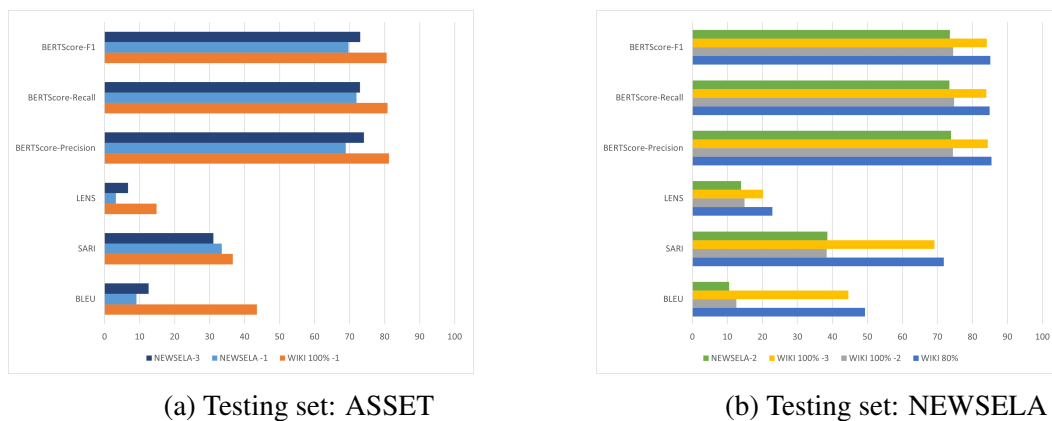 BERTScore-F1
BERTScore-Recall
BERTScore-Precision
LENS
SARI
BLEU
0 10 20 30 40 50 60 70 80 90 100
NEWSELA-3 NEWSELA -1 WIKI 100% -1
(a) Testing set: ASSET
BERTScore-F1
BERTScore-Recall
BERTScore-Precision
LENS
SARI
BLEU
0 10 20 30 40 50 60 70 80 90 100
NEWSELA-2 WIKI 100% -3 WIKI 100% -2 WIKI 80%
(b) Testing set: NEWSELA